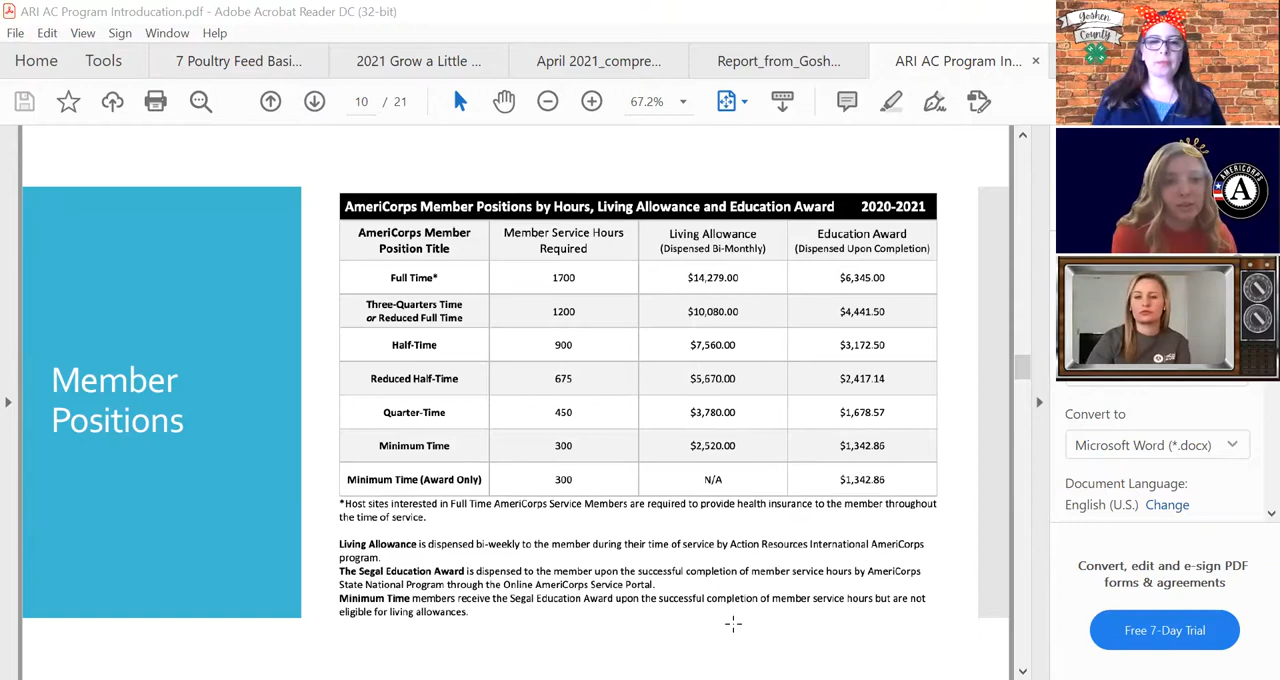 ARI AC Program Introducation.pdf - Adobe Acrobat Reader DC (32-bit)
File Edit View Sign Window Help
Home Tools 7 Poultry Feed Basi... 2021 Grow a Little ... April 2021_compre... Report_from_Gosh... ARI AC Program In... ×
10 / 21 67.2%
Goshen
County
AMERICORPS
A
Member
Positions
AmeriCorps Member Positions by Hours, Living Allowance and Education Award 2020-2021
AmeriCorps Member Position Title Member Service Hours Required Living Allowance (Dispensed Bi-Monthly) Education Award (Dispensed Upon Completion)
Full Time* 1700 $14,279.00 $6,345.00
Three-Quarters Time or Reduced Full Time 1200 $10,080.00 $4,441.50
Half-Time 900 $7,560.00 $3,172.50
Reduced Half-Time 675 $5,670.00 $2,417.14
Quarter-Time 450 $3,780.00 $1,678.57
Minimum Time 300 $2,520.00 $1,342.86
Minimum Time (Award Only) 300 N/A $1,342.86
*Host sites interested in Full Time AmeriCorps Service Members are required to provide health insurance to the member throughout
the time of service.
Living Allowance is dispensed bi-weekly to the member during their time of service by Action Resources International AmeriCorps
program.
The Segal Education Award is dispensed to the member upon the successful completion of member service hours by AmeriCorps
State National Program through the Online AmeriCorps Service Portal.
Minimum Time members receive the Segal Education Award upon the successful completion of member service hours but are not
eligible for living allowances.
Convert to
Microsoft Word (*.docx)
Document Language:
English (U.S.) Change
Convert, edit and e-sign PDF
forms & agreements
Free 7-Day Trial